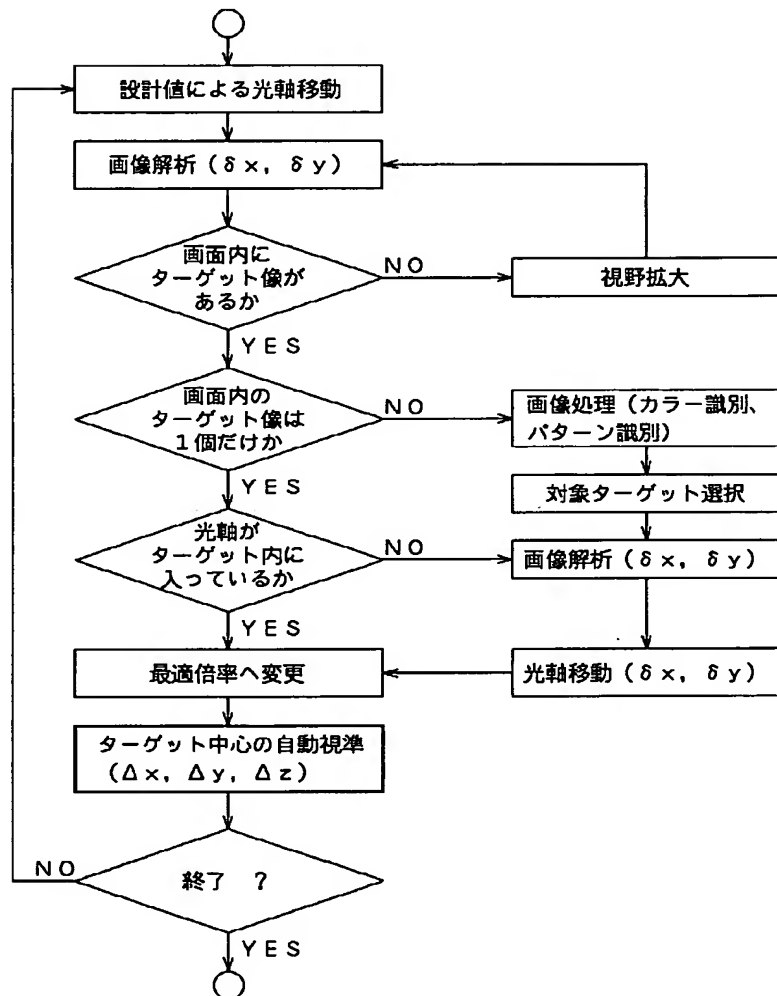 設計値による光軸移動
画像解析（δｘ，δｙ）
画面内に
ターゲット像が
あるか
ＮＯ
視野拡大
ＹＥＳ
画面内の
ターゲット像は
１個だけか
ＮＯ
画像処理（カラー識別、
パターン識別）
ＹＥＳ
対象ターゲット選択
光軸が
ターゲット内に
入っているか
ＮＯ
画像解析（δｘ，δｙ）
ＹＥＳ
最適倍率へ変更
光軸移動（δｘ，δｙ）
ターゲット中心の自動視準
（Δｘ，Δｙ，Δｚ）
ＮＯ
終了　？
ＹＥＳ